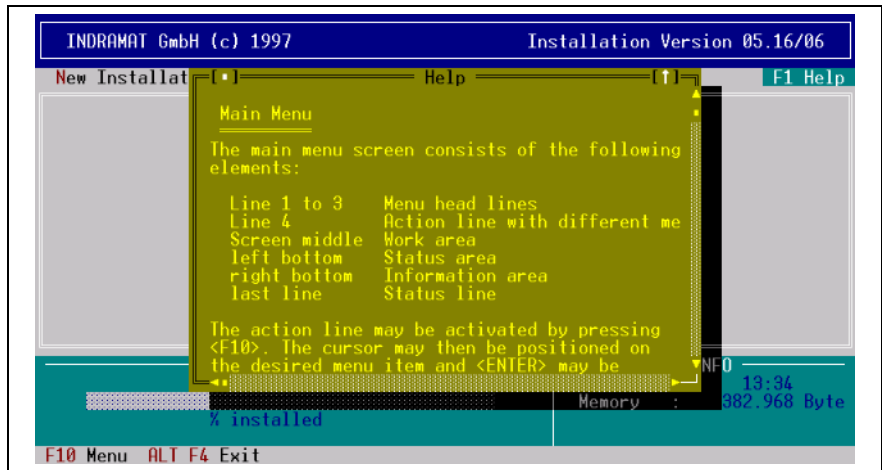 INDRAMAT GmbH (c) 1997 Installation Version 05.16/06
New Installat [▪] Help [↑] F1 Help
Main Menu
The main menu screen consists of the following
elements:
Line 1 to 3 Menu head lines
Line 4 Action line with different me
Screen middle Work area
left bottom Status area
right bottom Information area
last line Status line
The action line may be activated by pressing
<F10>. The cursor may then be positioned on
the desired menu item and <ENTER> may be
NFO
13:34
Memory : 382.968 Byte
% installed
F10 Menu ALT F4 Exit